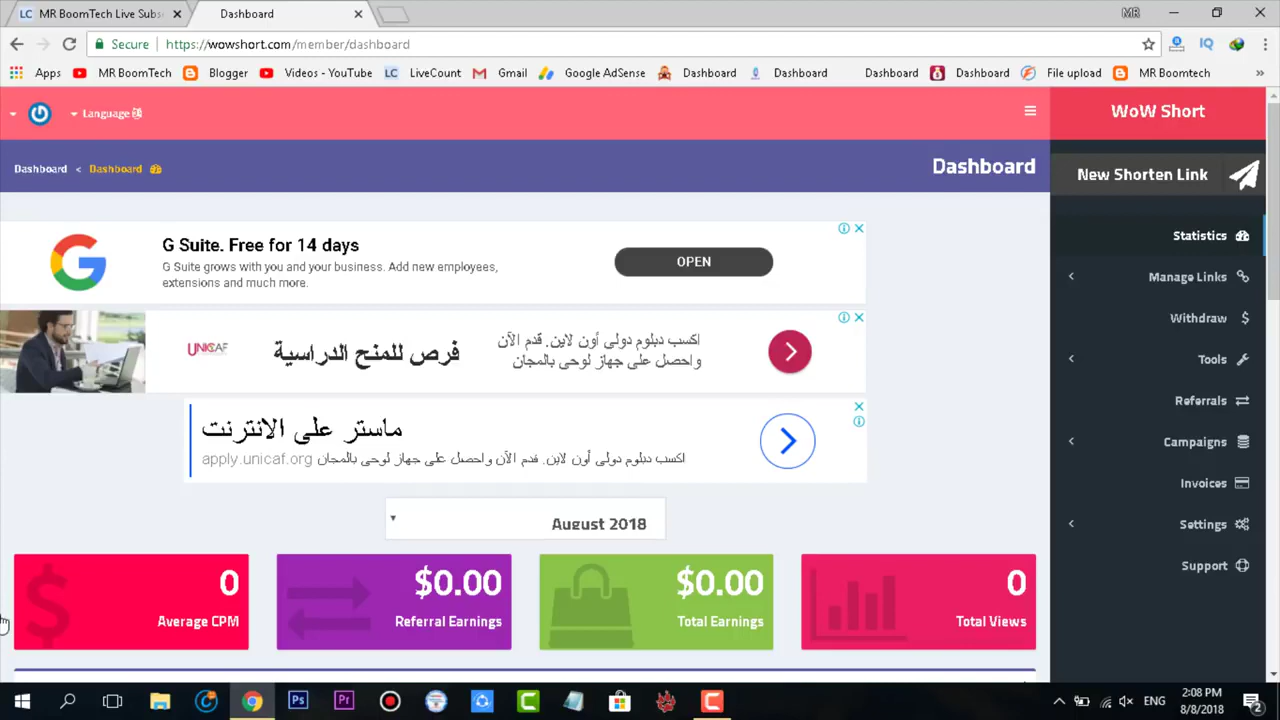 MR BoomTech Live Subs
Dashboard
MR
Secure
https://wowshort.com/member/dashboard
Apps
MR BoomTech
Blogger
Videos - YouTube
LiveCount
Gmail
Google AdSense
Dashboard
Dashboard
Dashboard
Dashboard
File upload
MR Boomtech
»
Language
WoW Short
Dashboard < Dashboard
Dashboard
New Shorten Link
Statistics
Manage Links
Withdraw
Tools
Referrals
Campaigns
Invoices
Settings
Support
G Suite. Free for 14 days
G Suite grows with you and your business. Add new employees,
extensions and much more.
OPEN
UNICAF
فرص للمنح الدراسية
اكسب دبلوم دولى أون لاين. قدم الآن
واحصل على جهاز لوحى بالمجان
ماستر على الانترنت
اكسب دبلوم دولى أون لاين. قدم الآن واحصل على جهاز لوحى بالمجان apply.unicaf.org
August 2018
0
Average CPM
$0.00
Referral Earnings
$0.00
Total Earnings
0
Total Views
ENG
2:08 PM
8/8/2018
2